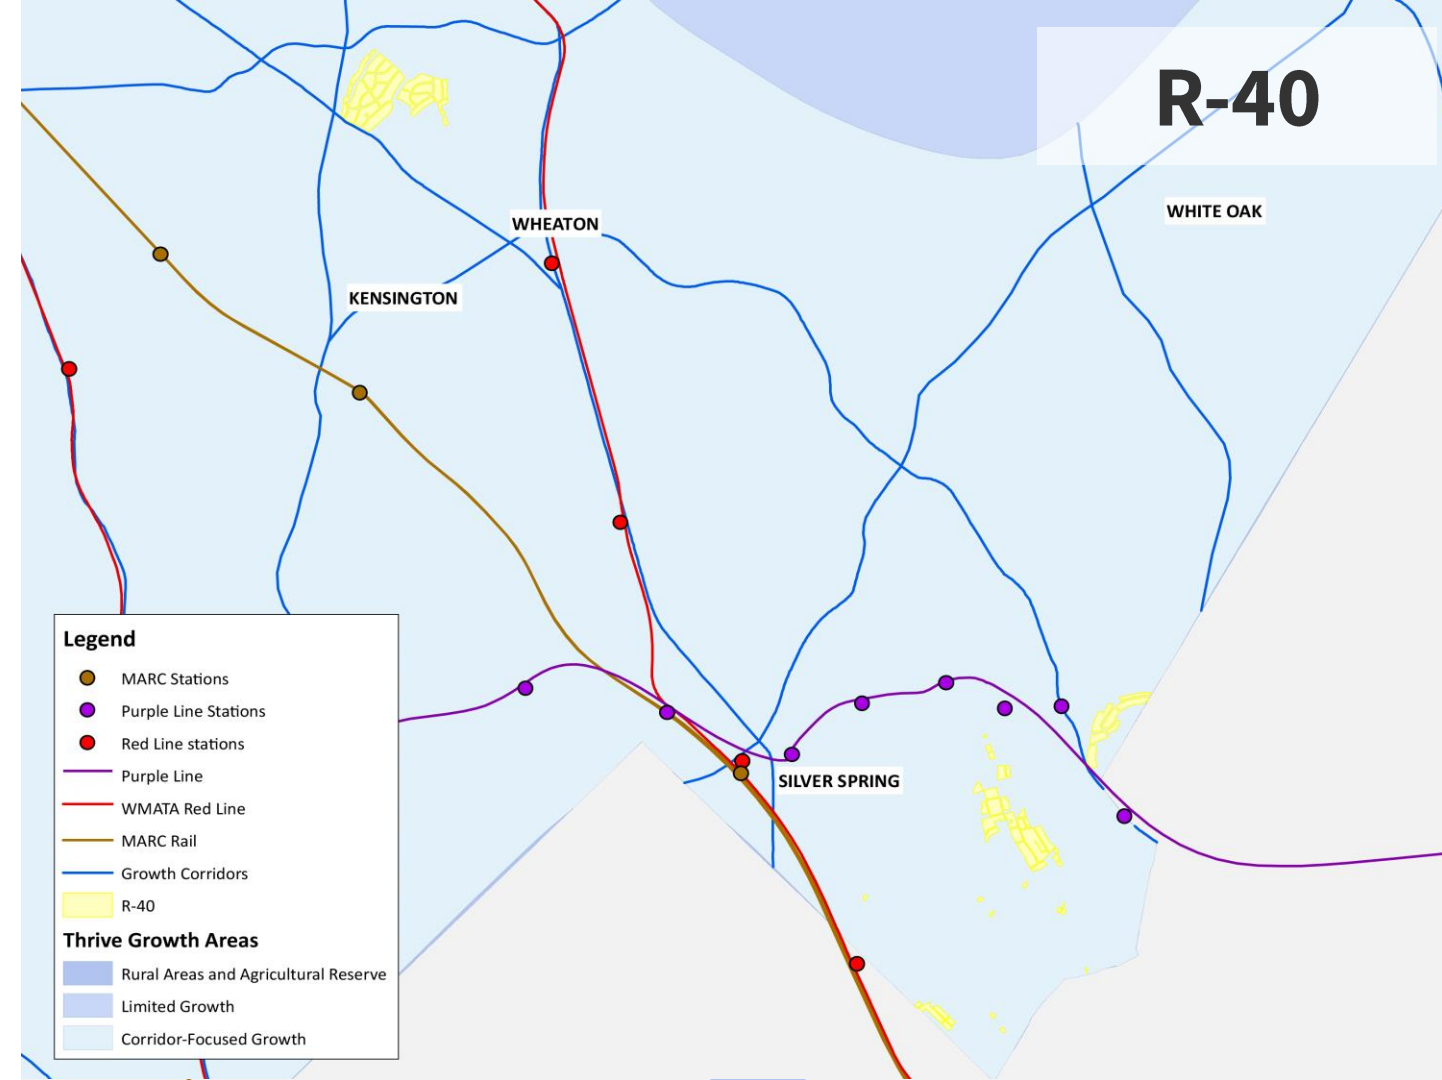 R-40
WHITE OAK
WHEATON
KENSINGTON
SILVER SPRING
Legend
MARC Stations
Purple Line Stations
Red Line stations
Purple Line
WMATA Red Line
MARC Rail
Growth Corridors
R-40
Thrive Growth Areas
Rural Areas and Agricultural Reserve
Limited Growth
Corridor-Focused Growth